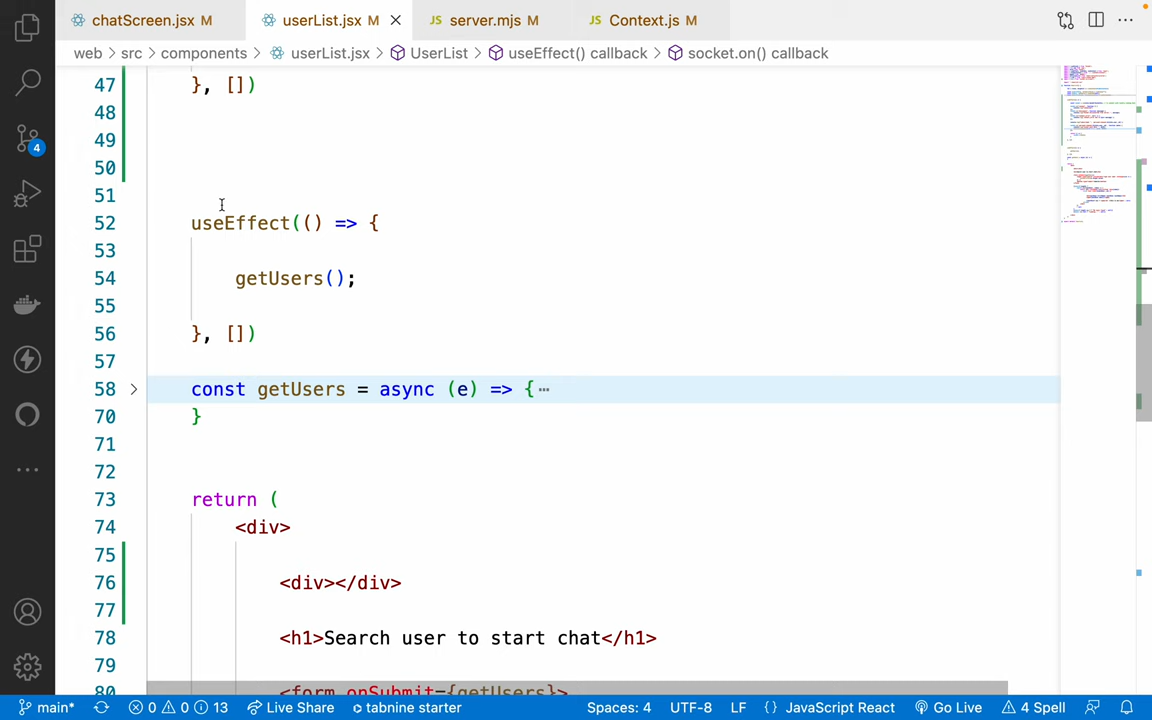 chatScreen.jsx M userList.jsx M server.mjs M Context.js M
web > src > components > userList.jsx > UserList > useEffect() callback > socket.on() callback
47 }, [])
48
49
50
51
52 useEffect(() => {
53
54 getUsers();
55
56 }, [])
57
58 const getUsers = async (e) => {⋯
70 }
71
72
73 return (
74 <div>
75
76 <div></div>
77
78 <h1>Search user to start chat</h1>
79
80 <form onSubmit={getUsers}>
4
main* 0 0 13 Live Share tabnine starter Spaces: 4 UTF-8 LF {} JavaScript React Go Live 4 Spell